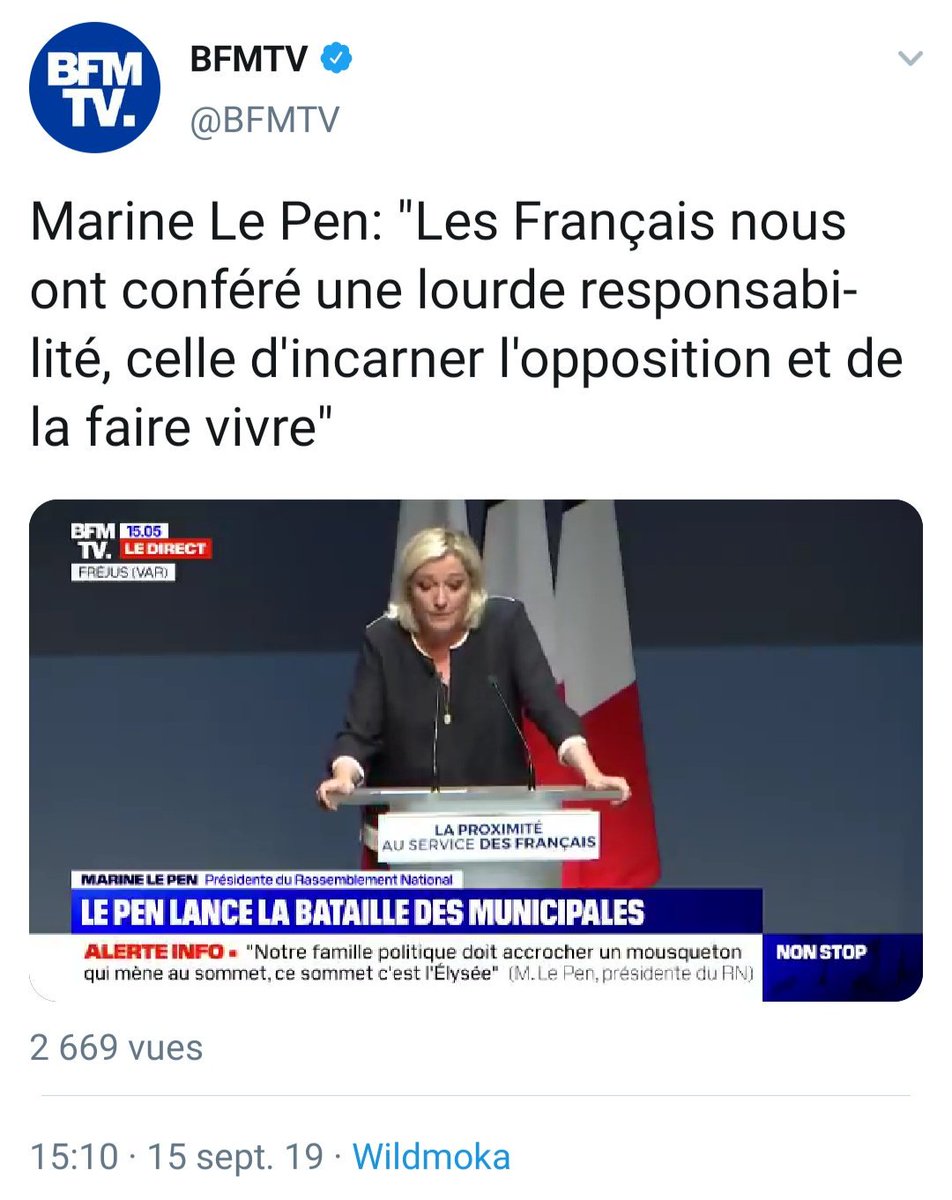 BFM
TV.
BFMTV
@BFMTV
Marine Le Pen: "Les Français nous
ont conféré une lourde responsabi-
lité, celle d'incarner l'opposition et de
la faire vivre"
BFM 15.05
TV. LE DIRECT
FRÉJUS (VAR)
LA PROXIMITÉ
AU SERVICE DES FRANÇAIS
MARINE LE PEN Présidente du Rassemblement National
LE PEN LANCE LA BATAILLE DES MUNICIPALES
ALERTE INFO "Notre famille politique doit accrocher un mousqueton
qui mène au sommet, ce sommet c'est l'Élysée" (M. Le Pen, présidente du RN)
NON STOP
2 669 vues
15:10 · 15 sept. 19 · Wildmoka